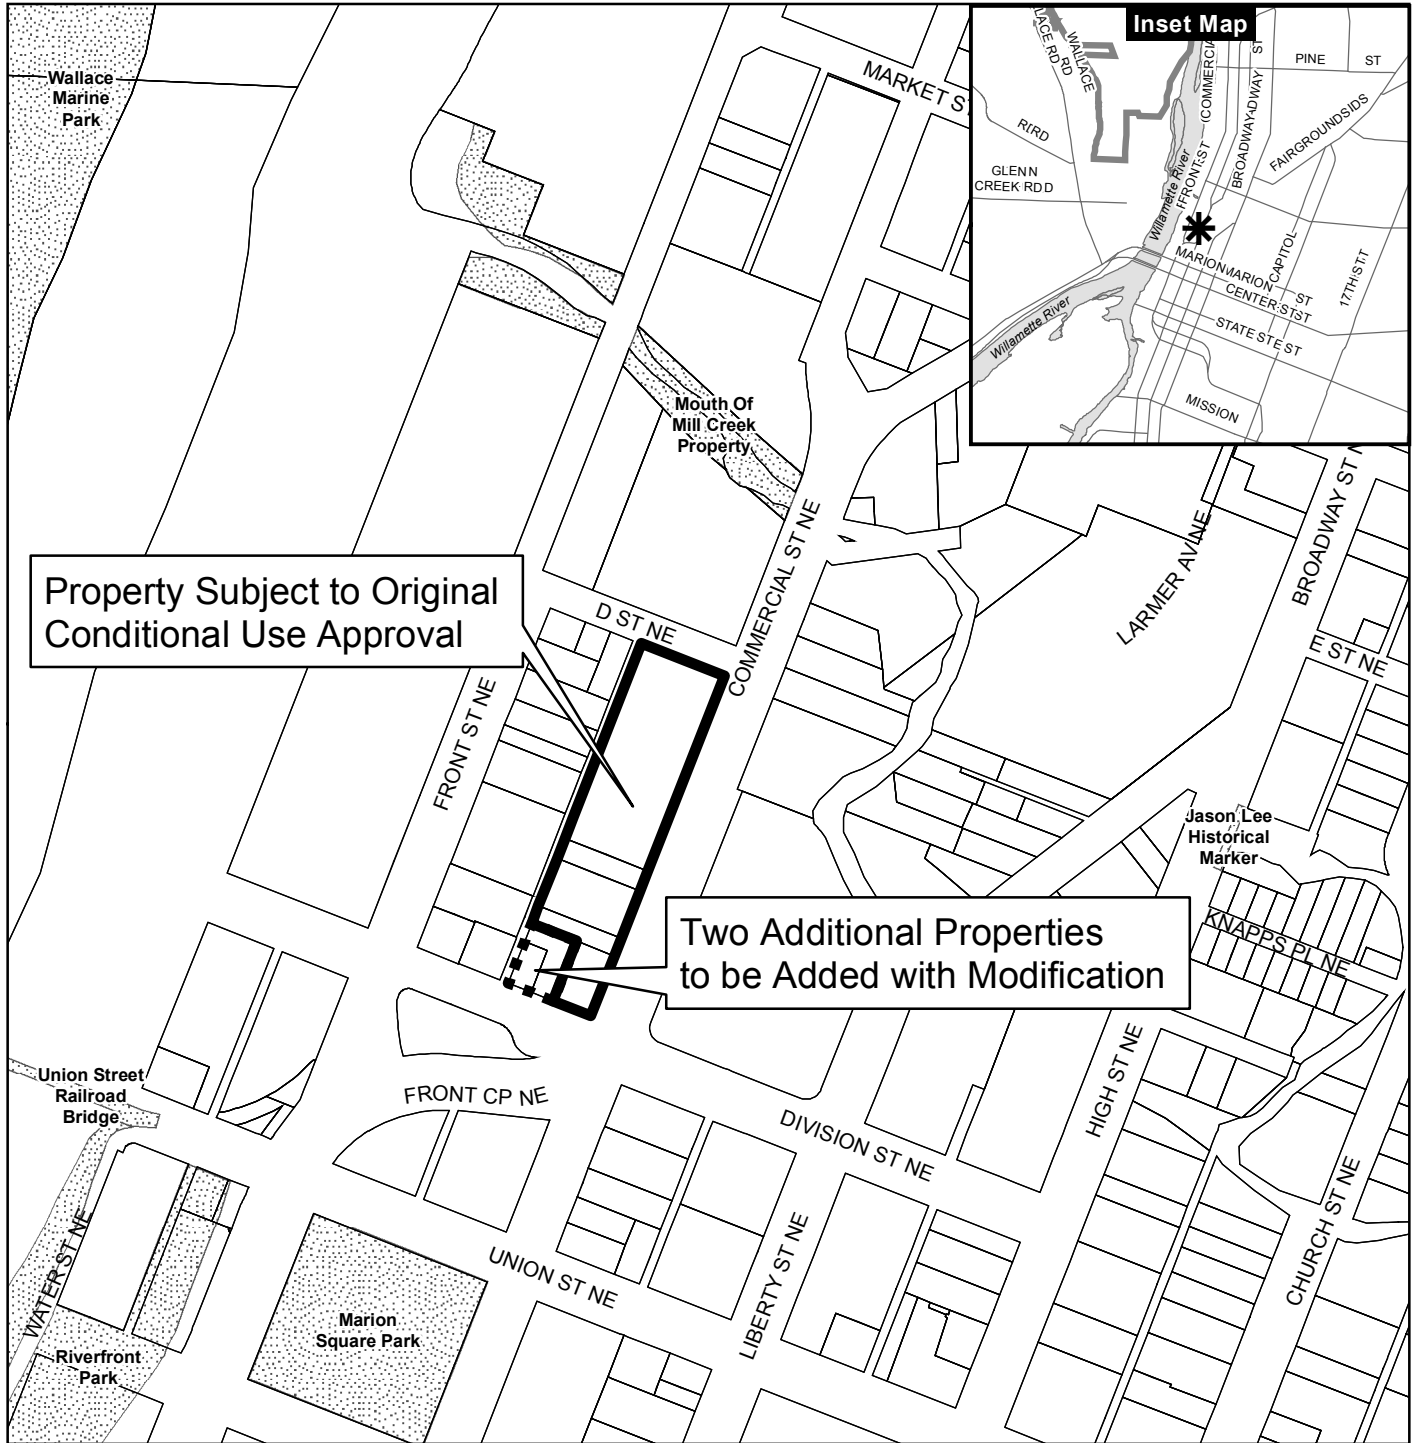 Wallace
Marine
Park
MARKET S
Inset Map
WALLACE
RD
LACE RD
PINE
ST
BROADWAY
FAIRGROUNDS
GLENN
CREEK RD
Willamette River
FRONT ST
CAPITOL
17TH ST
MARION
ST
CENTER ST
STATE ST
Willamette River
MISSION
Mouth Of
Mill Creek
Property
Property Subject to Original
Conditional Use Approval
D ST NE
COMMERCIAL ST NE
LARMER AV NE
BROADWAY ST N
E ST NE
FRONT ST NE
Jason Lee
Historical
Marker
KNAPPS PL NE
Two Additional Properties
to be Added with Modification
Union Street
Railroad
Bridge
FRONT CP NE
DIVISION ST NE
HIGH ST NE
CHURCH ST NE
WATER ST NE
UNION ST NE
LIBERTY ST NE
Marion
Square Park
Riverfront
Park